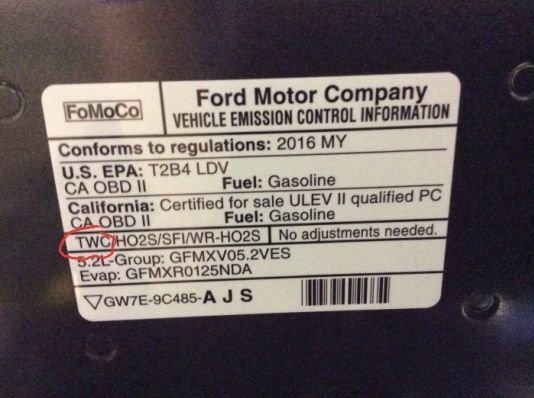 FoMoCo
Ford Motor Company
VEHICLE EMISSION CONTROL INFORMATION
Conforms to regulations: 2016 MY
U.S. EPA: T2B4 LDV
CA OBD II Fuel: Gasoline
California: Certified for sale ULEV II qualified PC
CA OBD II Fuel: Gasoline
TWC/HO2S/SFI/WR-HO2S No adjustments needed.
5.2L-Group: GFMXV05.2VES
Evap: GFMXR0125NDA
▽GW7E-9C485-AJS